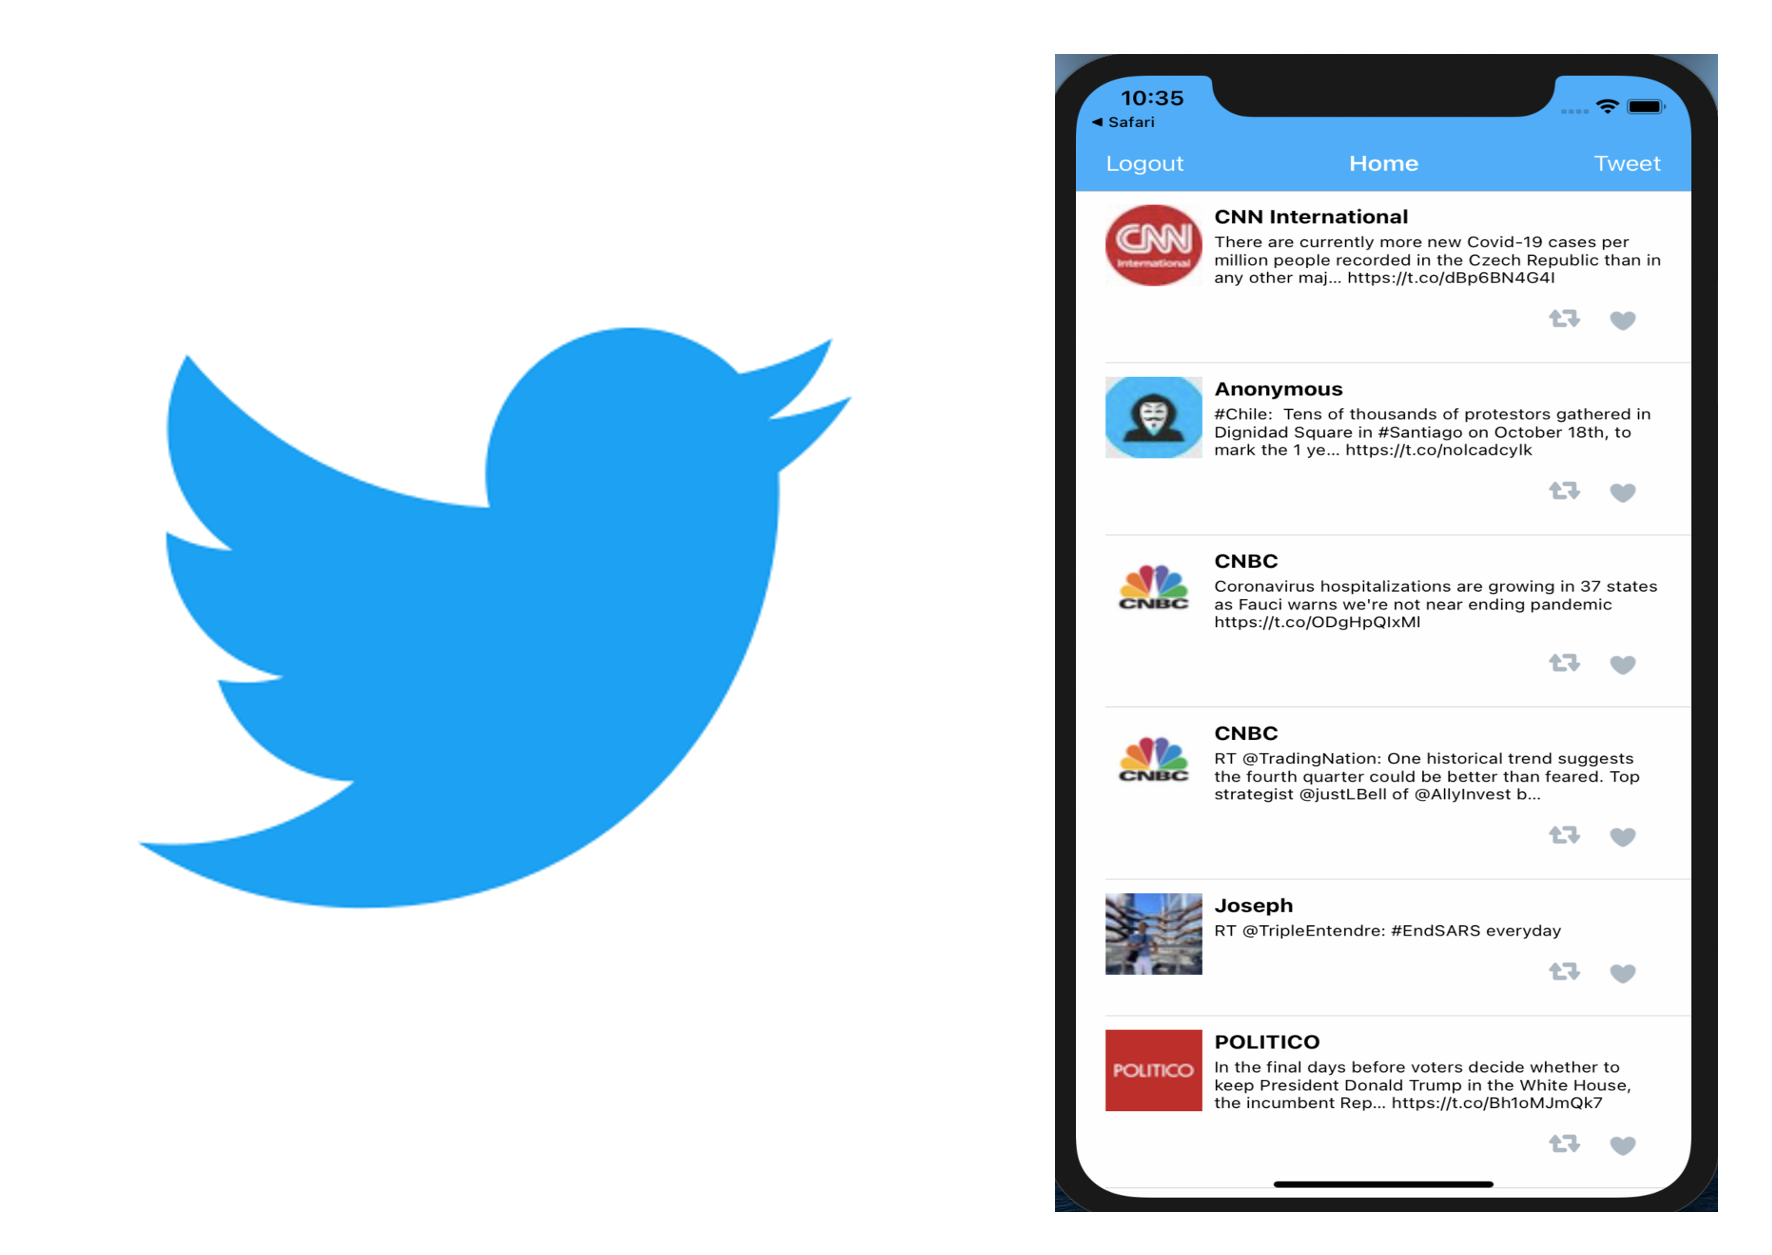 10:35
Safari
Logout
Home
Tweet
CNN
International
CNN International
There are currently more new Covid-19 cases per
million people recorded in the Czech Republic than in
any other maj... https://t.co/dBp6BN4G4I
Anonymous
#Chile:  Tens of thousands of protestors gathered in
Dignidad Square in #Santiago on October 18th, to
mark the 1 ye... https://t.co/nolcadcylk
CNBC
CNBC
Coronavirus hospitalizations are growing in 37 states
as Fauci warns we're not near ending pandemic
https://t.co/ODgHpQIxMl
CNBC
CNBC
RT @TradingNation: One historical trend suggests
the fourth quarter could be better than feared. Top
strategist @justLBell of @AllyInvest b...
Joseph
RT @TripleEntendre: #EndSARS everyday
POLITICO
POLITICO
In the final days before voters decide whether to
keep President Donald Trump in the White House,
the incumbent Rep... https://t.co/Bh1oMJmQk7